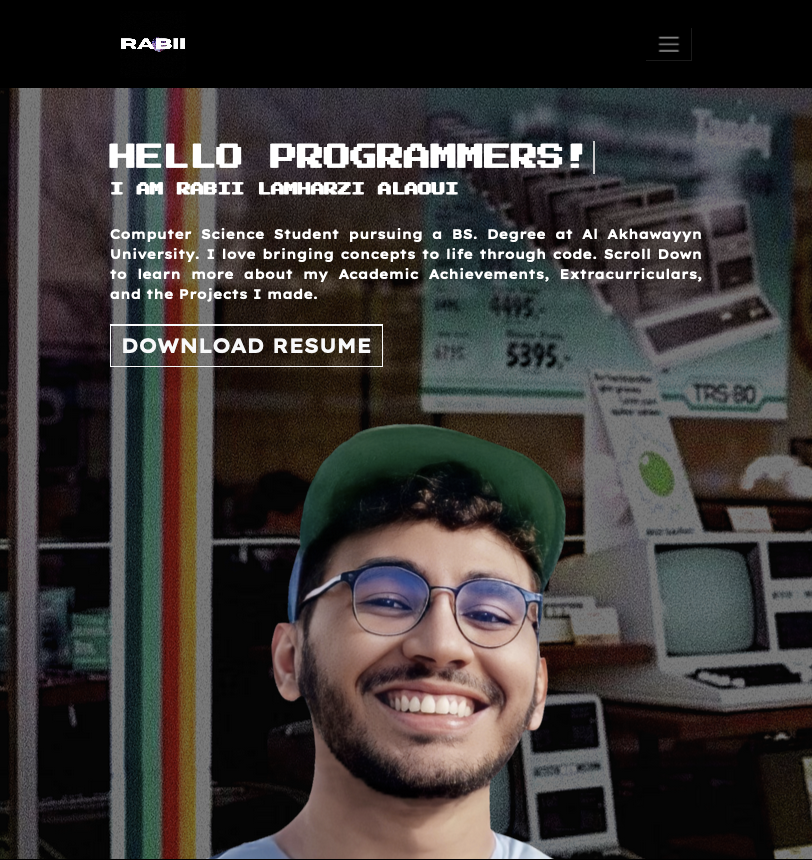 RABII
HELLO PROGRAMMERS!
I AM RABII LAMHARZI ALAOUI
Computer Science Student pursuing a BS. Degree at Al Akhawayyn
University. I love bringing concepts to life through code. Scroll Down
to learn more about my Academic Achievements, Extracurriculars,
and the Projects I made.
DOWNLOAD RESUME
4495.-
5395.-
TRS-80